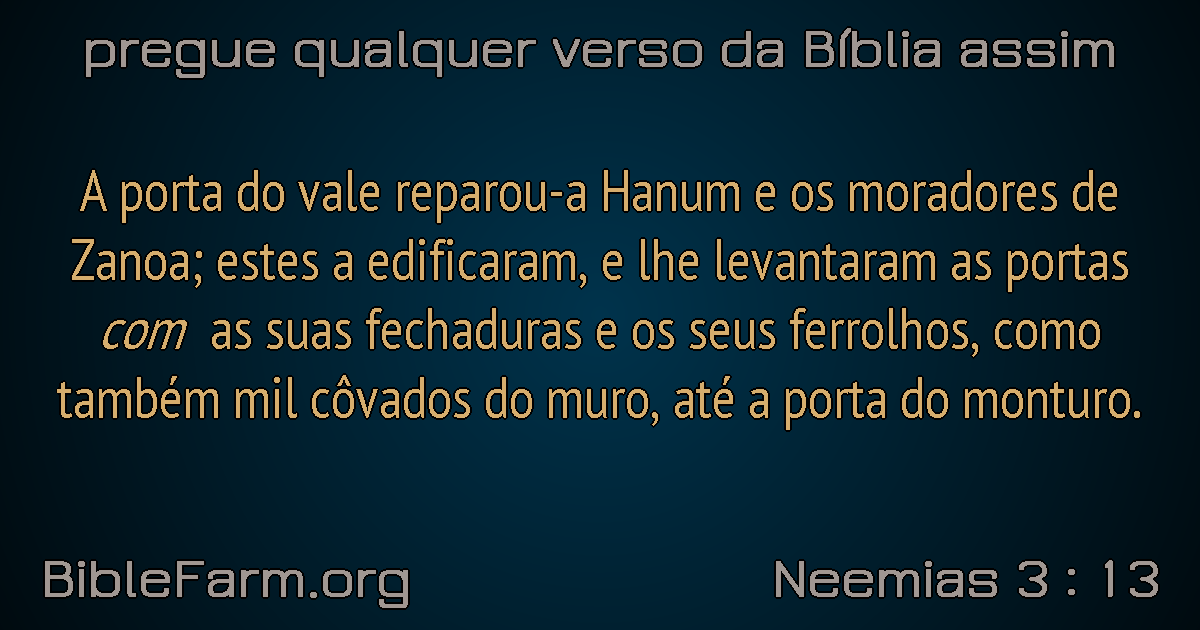 pregue qualquer verso da Bíblia assim
A porta do vale reparou-a Hanum e os moradores de
Zanoa; estes a edificaram, e lhe levantaram as portas
com as suas fechaduras e os seus ferrolhos, como
também mil côvados do muro, até a porta do monturo.
BibleFarm.org
Neemias 3 : 13